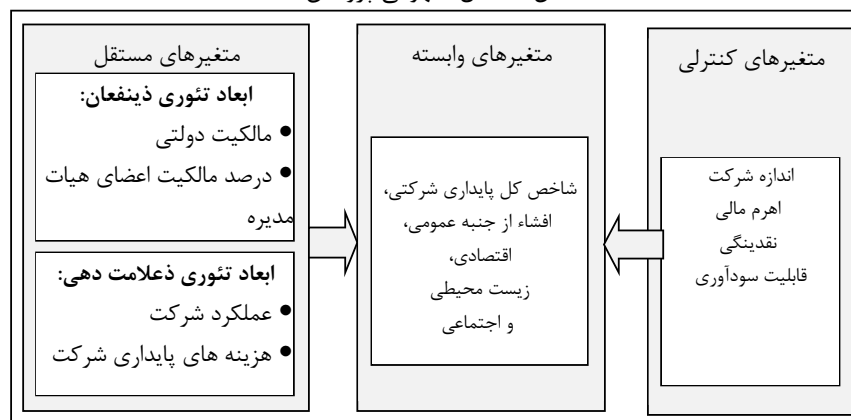 متغیرهای مستقل
ابعاد تئوری ذینفعان:
● مالکیت دولتی
● درصد مالکیت اعضای هیات
مدیره
ابعاد تئوری ذعلامت دهی:
● عملکرد شرکت
● هزینه های پایداری شرکت
متغیرهای وابسته
شاخص کل پایداری شرکتی،
افشاء از جنبه عمومی،
اقتصادی،
زیست محیطی
و اجتماعی
متغیرهای کنترلی
اندازه شرکت
اهرم مالی
نقدینگی
قابلیت سودآوری